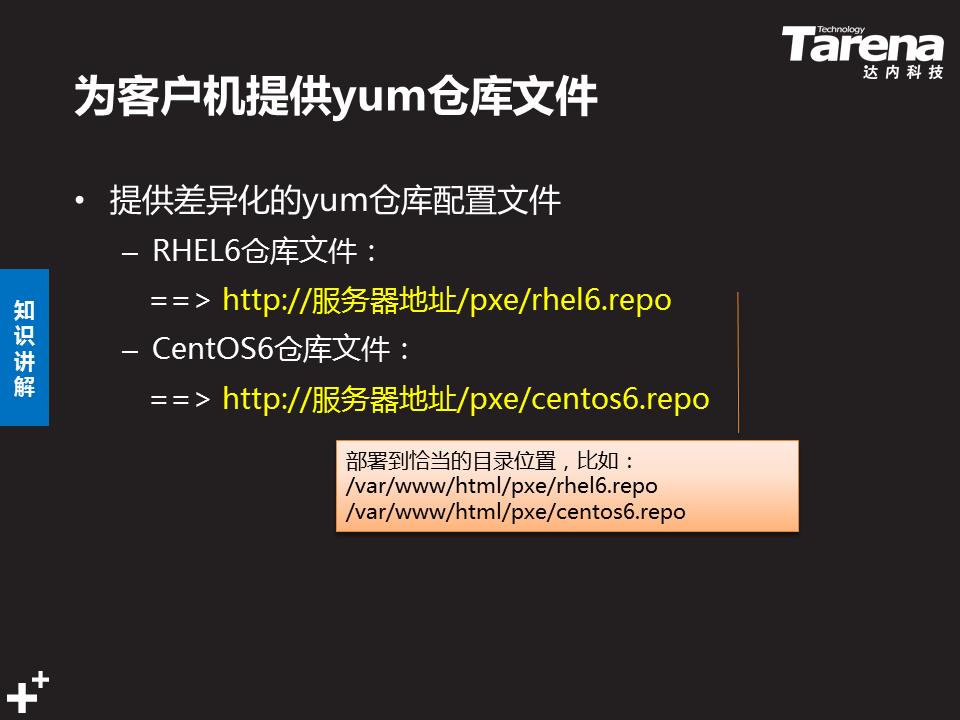 Technology
Tarena
达内科技
为客户机提供yum仓库文件
• 提供差异化的yum仓库配置文件
– RHEL6仓库文件：
==> http://服务器地址/pxe/rhel6.repo
– CentOS6仓库文件：
==> http://服务器地址/pxe/centos6.repo
知识讲解
部署到恰当的目录位置，比如：
/var/www/html/pxe/rhel6.repo
/var/www/html/pxe/centos6.repo